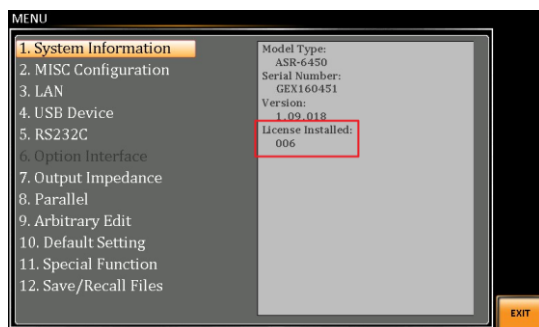 MENU
1. System Information
2. MISC Configuration
3. LAN
4. USB Device
5. RS232C
6. Option Interface
7. Output Impedance
8. Parallel
9. Arbitrary Edit
10. Default Setting
11. Special Function
12. Save/Recall Files
Model Type:
ASR-6450
Serial Number:
GEX160451
Version:
1.09.018
License Installed:
006
EXIT